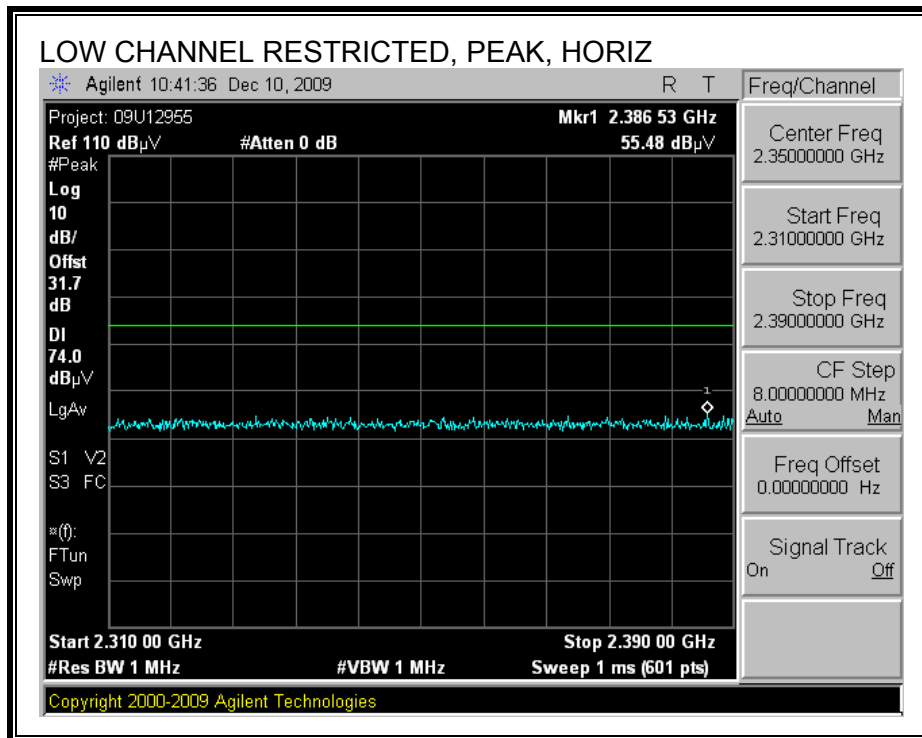 LOW CHANNEL RESTRICTED, PEAK, HORIZ
Agilent 10:41:36 Dec 10, 2009 R T
Project: 09U12955 Mkr1 2.386 53 GHz
Ref 110 dBµV #Atten 0 dB 55.48 dBµV
#Peak
Log
10
dB/
Offst
31.7
dB
DI
74.0
dBµV
LgAv
1
S1 V2
S3 FC
¤(f):
FTun
Swp
Start 2.310 00 GHz Stop 2.390 00 GHz
#Res BW 1 MHz #VBW 1 MHz Sweep 1 ms (601 pts)
Copyright 2000-2009 Agilent Technologies
Freq/Channel
Center Freq
2.35000000 GHz
Start Freq
2.31000000 GHz
Stop Freq
2.39000000 GHz
CF Step
8.00000000 MHz
Auto Man
Freq Offset
0.00000000 Hz
Signal Track
On Off